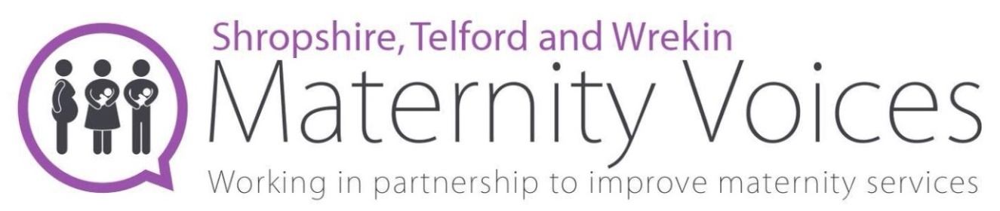 Shropshire, Telford and Wrekin
Maternity Voices
Working in partnership to improve maternity services